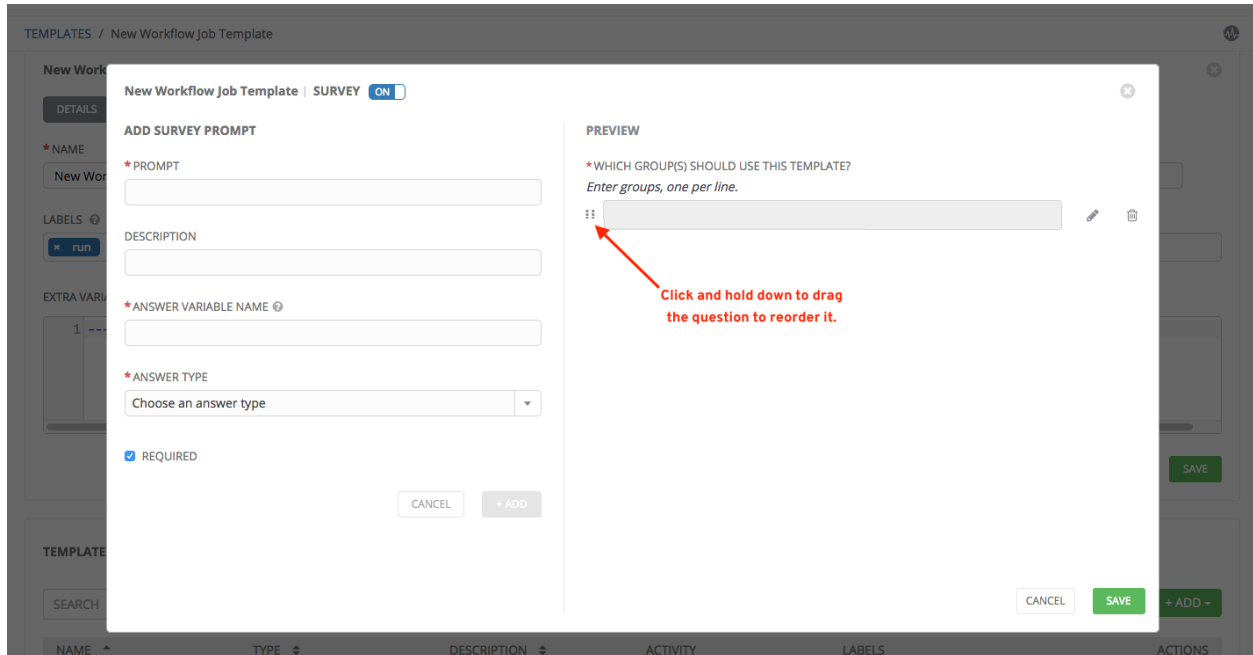 TEMPLATES / New Workflow Job Template
New Work
New Workflow Job Template | SURVEY ON
DETAILS
ADD SURVEY PROMPT
PREVIEW
* NAME
* PROMPT
* WHICH GROUP(S) SHOULD USE THIS TEMPLATE?
New Wor
Enter groups, one per line.
LABELS
DESCRIPTION
× run
EXTRA VARIA
* ANSWER VARIABLE NAME
Click and hold down to drag
the question to reorder it.
1 ---
* ANSWER TYPE
Choose an answer type
REQUIRED
SAVE
CANCEL + ADD
TEMPLATE
SEARCH
CANCEL SAVE + ADD
NAME TYPE DESCRIPTION ACTIVITY LABELS ACTIONS